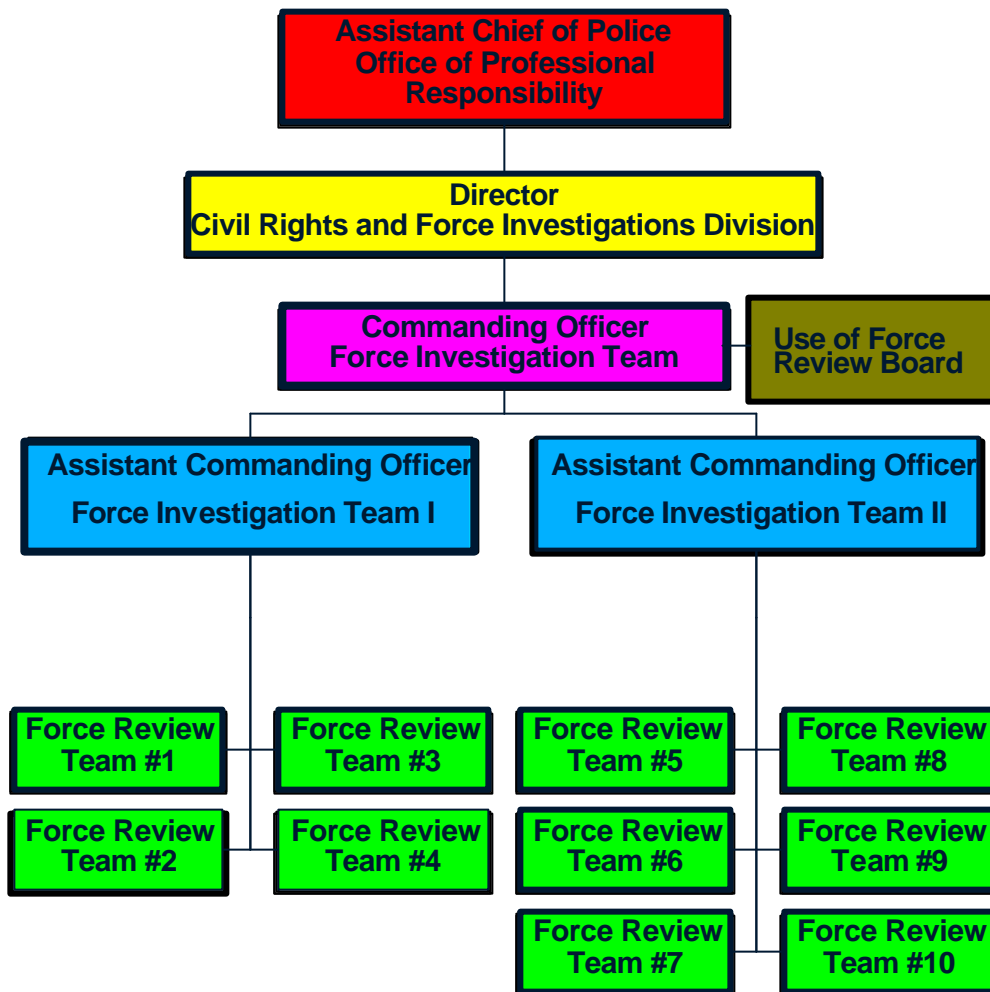 Assistant Chief of Police
Office of Professional
Responsibility
Director
Civil Rights and Force Investigations Division
Commanding Officer
Force Investigation Team
Use of Force
Review Board
Assistant Commanding Officer
Force Investigation Team I
Assistant Commanding Officer
Force Investigation Team II
Force Review
Team #1
Force Review
Team #3
Force Review
Team #2
Force Review
Team #4
Force Review
Team #5
Force Review
Team #8
Force Review
Team #6
Force Review
Team #9
Force Review
Team #7
Force Review
Team #10